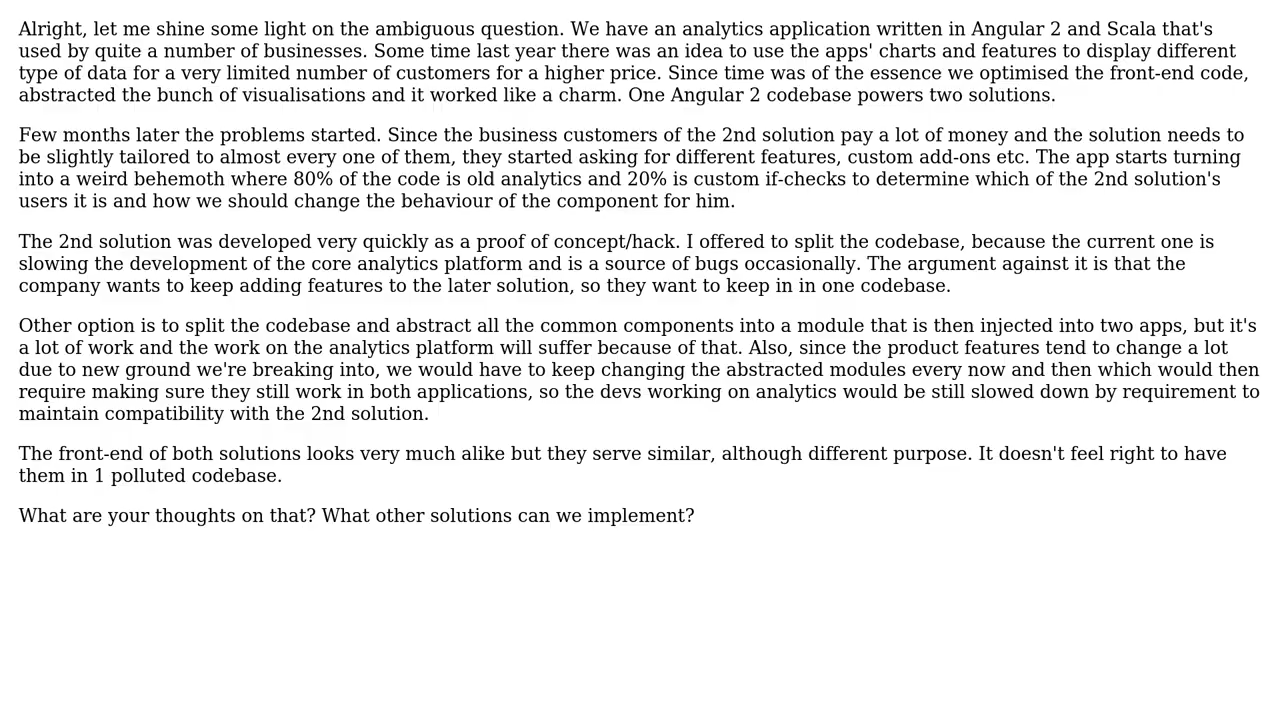 Alright, let me shine some light on the ambiguous question. We have an analytics application written in Angular 2 and Scala that's
used by quite a number of businesses. Some time last year there was an idea to use the apps' charts and features to display different
type of data for a very limited number of customers for a higher price. Since time was of the essence we optimised the front-end code,
abstracted the bunch of visualisations and it worked like a charm. One Angular 2 codebase powers two solutions.
Few months later the problems started. Since the business customers of the 2nd solution pay a lot of money and the solution needs to
be slightly tailored to almost every one of them, they started asking for different features, custom add-ons etc. The app starts turning
into a weird behemoth where 80% of the code is old analytics and 20% is custom if-checks to determine which of the 2nd solution's
users it is and how we should change the behaviour of the component for him.
The 2nd solution was developed very quickly as a proof of concept/hack. I offered to split the codebase, because the current one is
slowing the development of the core analytics platform and is a source of bugs occasionally. The argument against it is that the
company wants to keep adding features to the later solution, so they want to keep in in one codebase.
Other option is to split the codebase and abstract all the common components into a module that is then injected into two apps, but it's
a lot of work and the work on the analytics platform will suffer because of that. Also, since the product features tend to change a lot
due to new ground we're breaking into, we would have to keep changing the abstracted modules every now and then which would then
require making sure they still work in both applications, so the devs working on analytics would be still slowed down by requirement to
maintain compatibility with the 2nd solution.
The front-end of both solutions looks very much alike but they serve similar, although different purpose. It doesn't feel right to have
them in 1 polluted codebase.
What are your thoughts on that? What other solutions can we implement?